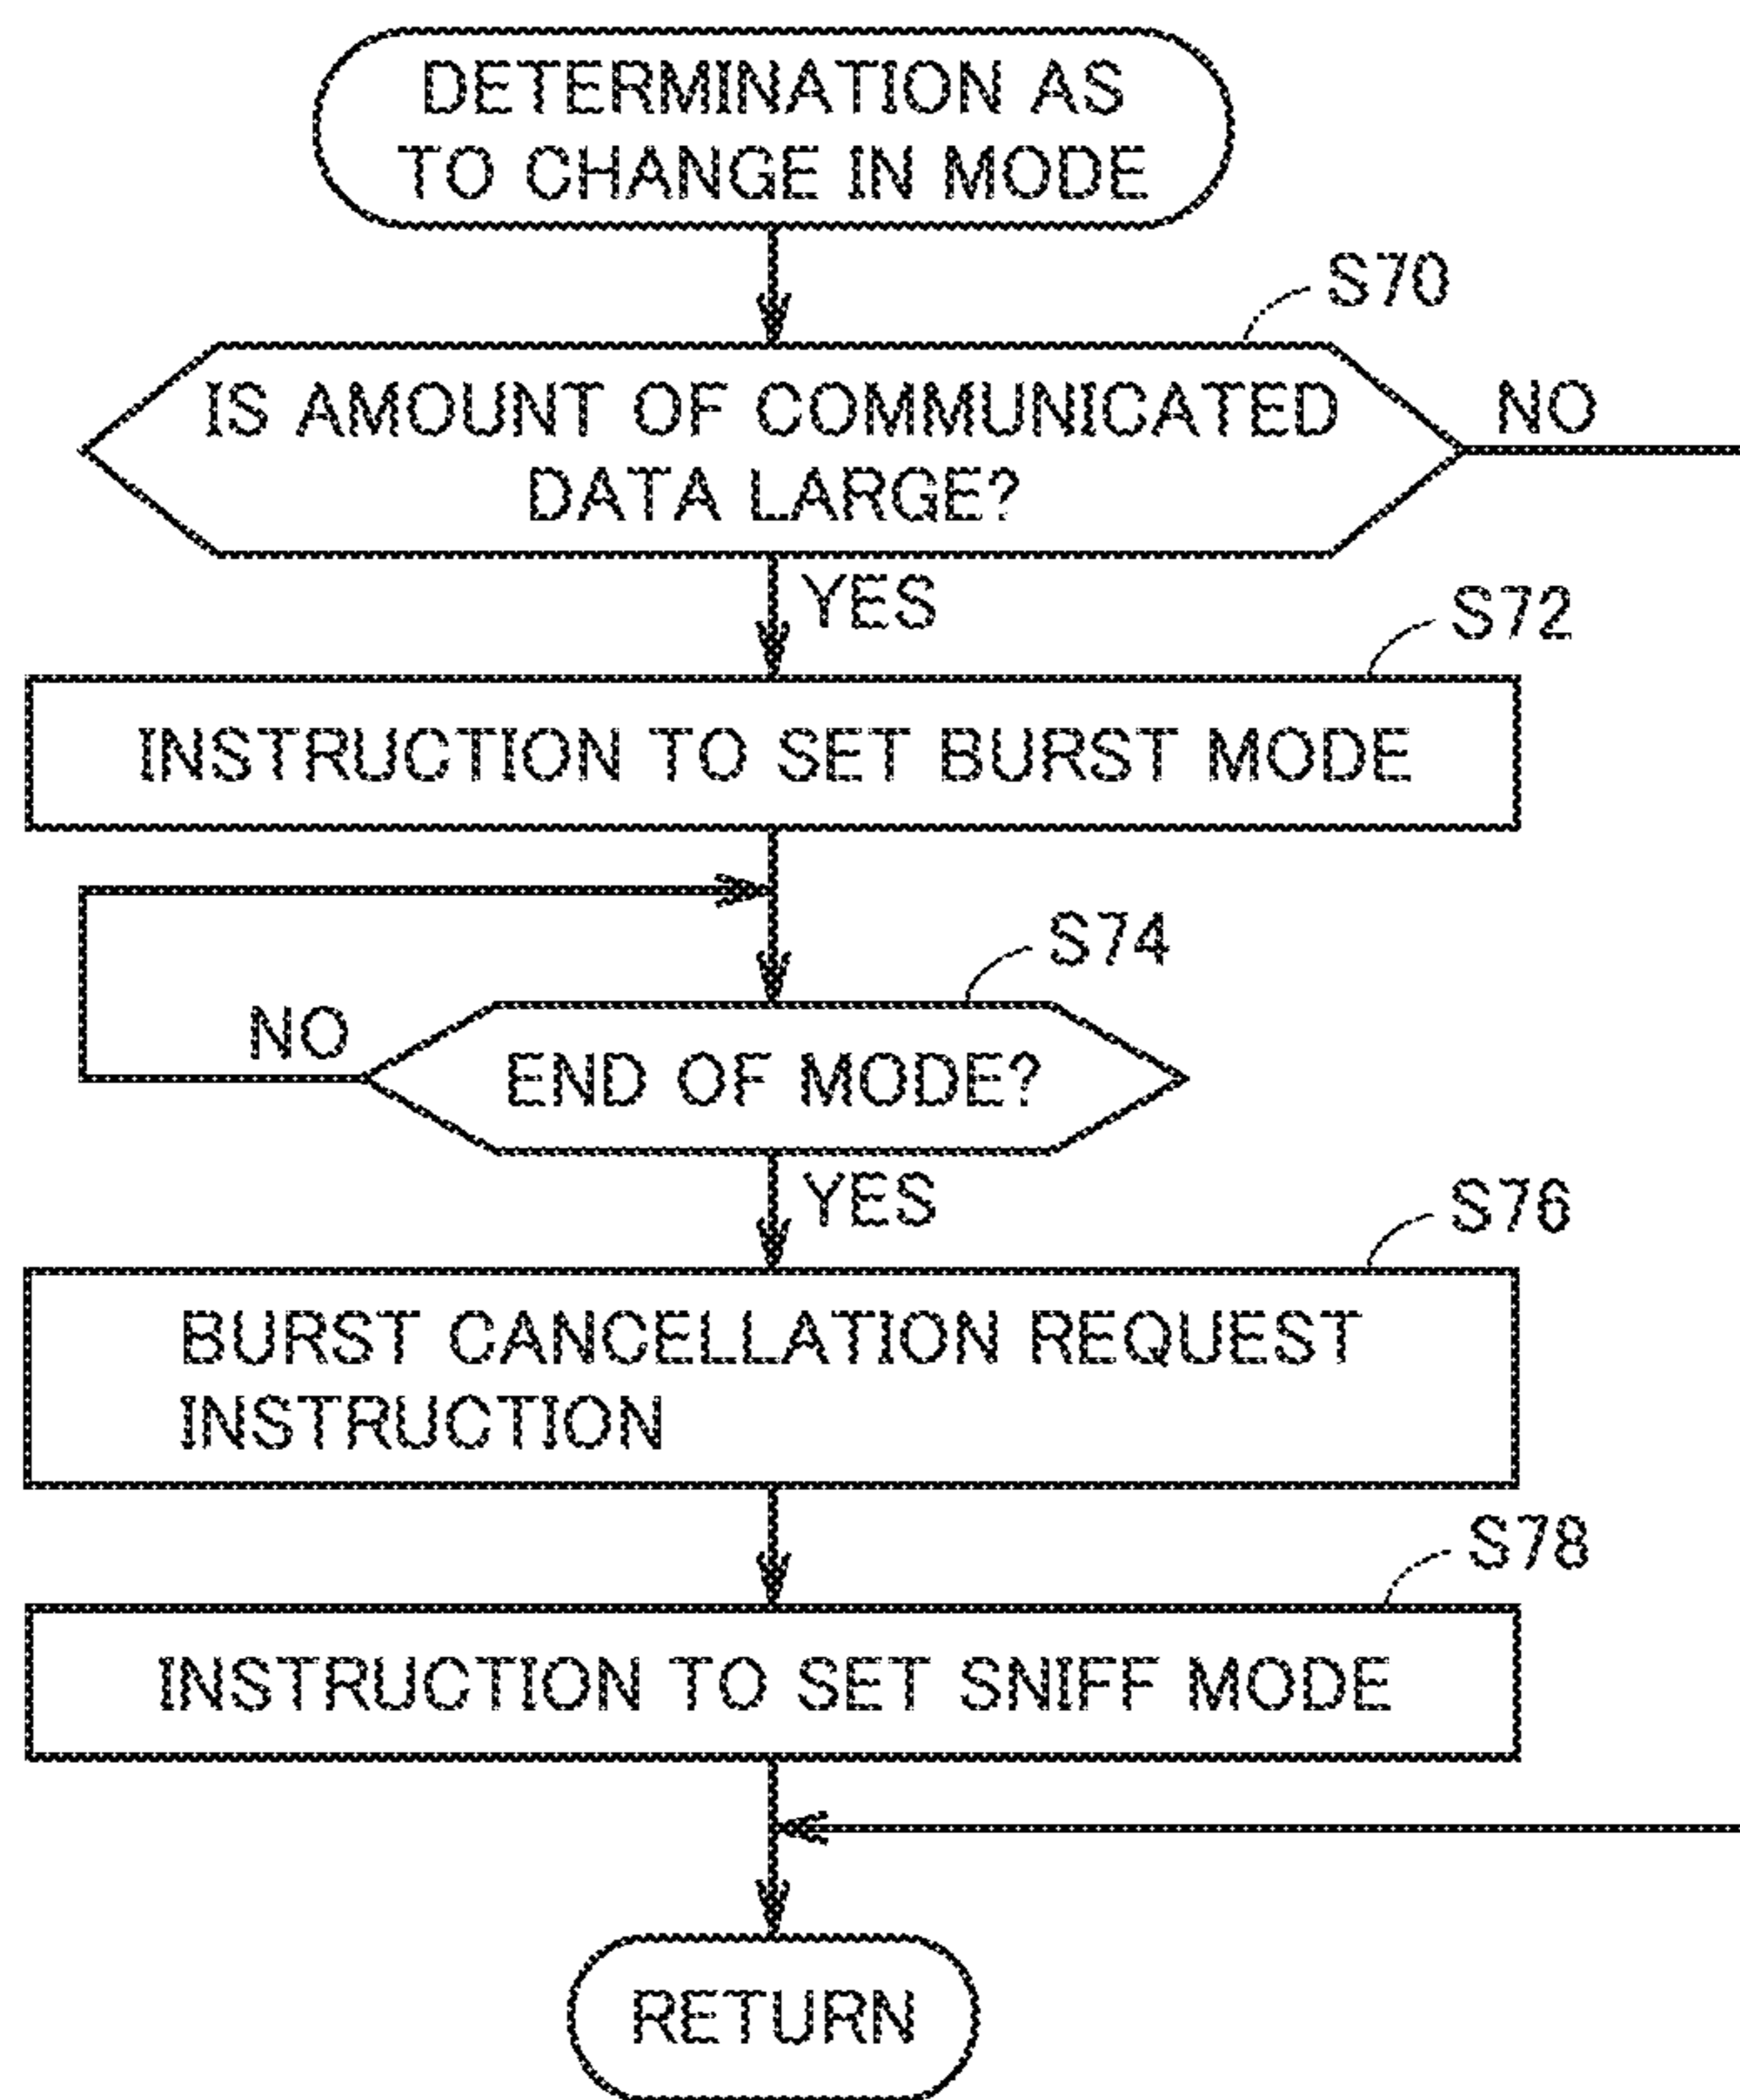 DETERMINATION AS
TO CHANGE IN MODE
S70
IS AMOUNT OF COMMUNICATED
DATA LARGE?
NO
YES
S72
INSTRUCTION TO SET BURST MODE
S74
NO
END OF MODE?
YES
S76
BURST CANCELLATION REQUEST
INSTRUCTION
S78
INSTRUCTION TO SET SNIFF MODE
RETURN